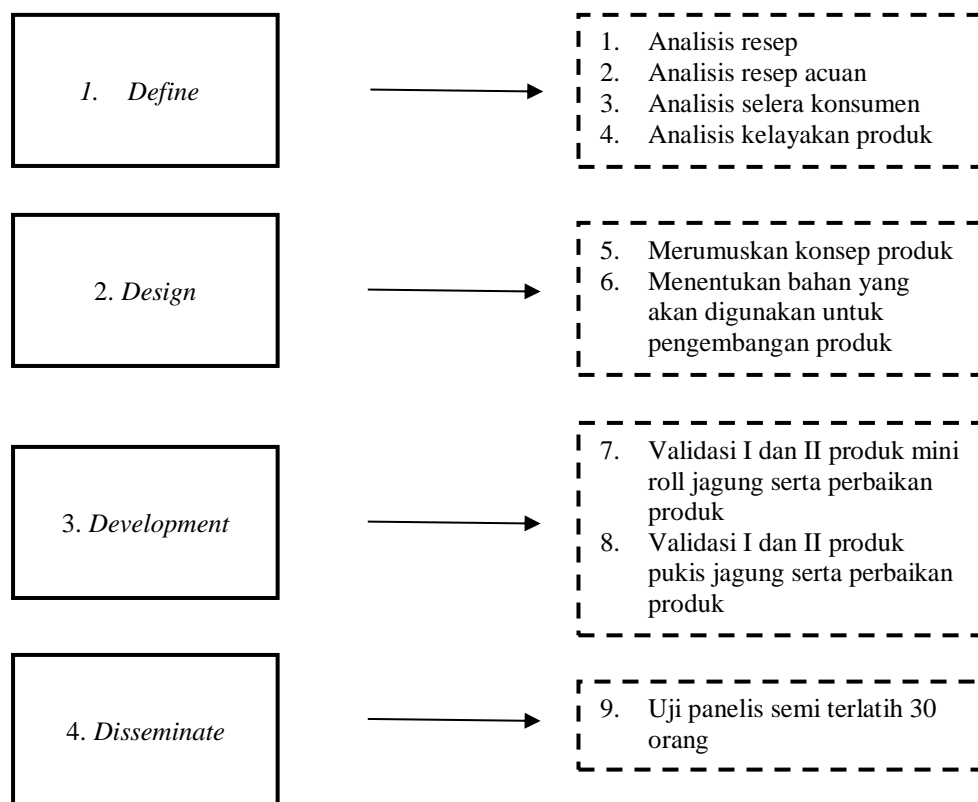 1. Define
1. Analisis resep
2. Analisis resep acuan
3. Analisis selera konsumen
4. Analisis kelayakan produk
2. Design
5. Merumuskan konsep produk
6. Menentukan bahan yang
akan digunakan untuk
pengembangan produk
3. Development
7. Validasi I dan II produk mini
roll jagung serta perbaikan
produk
8. Validasi I dan II produk
pukis jagung serta perbaikan
produk
4. Disseminate
9. Uji panelis semi terlatih 30
orang